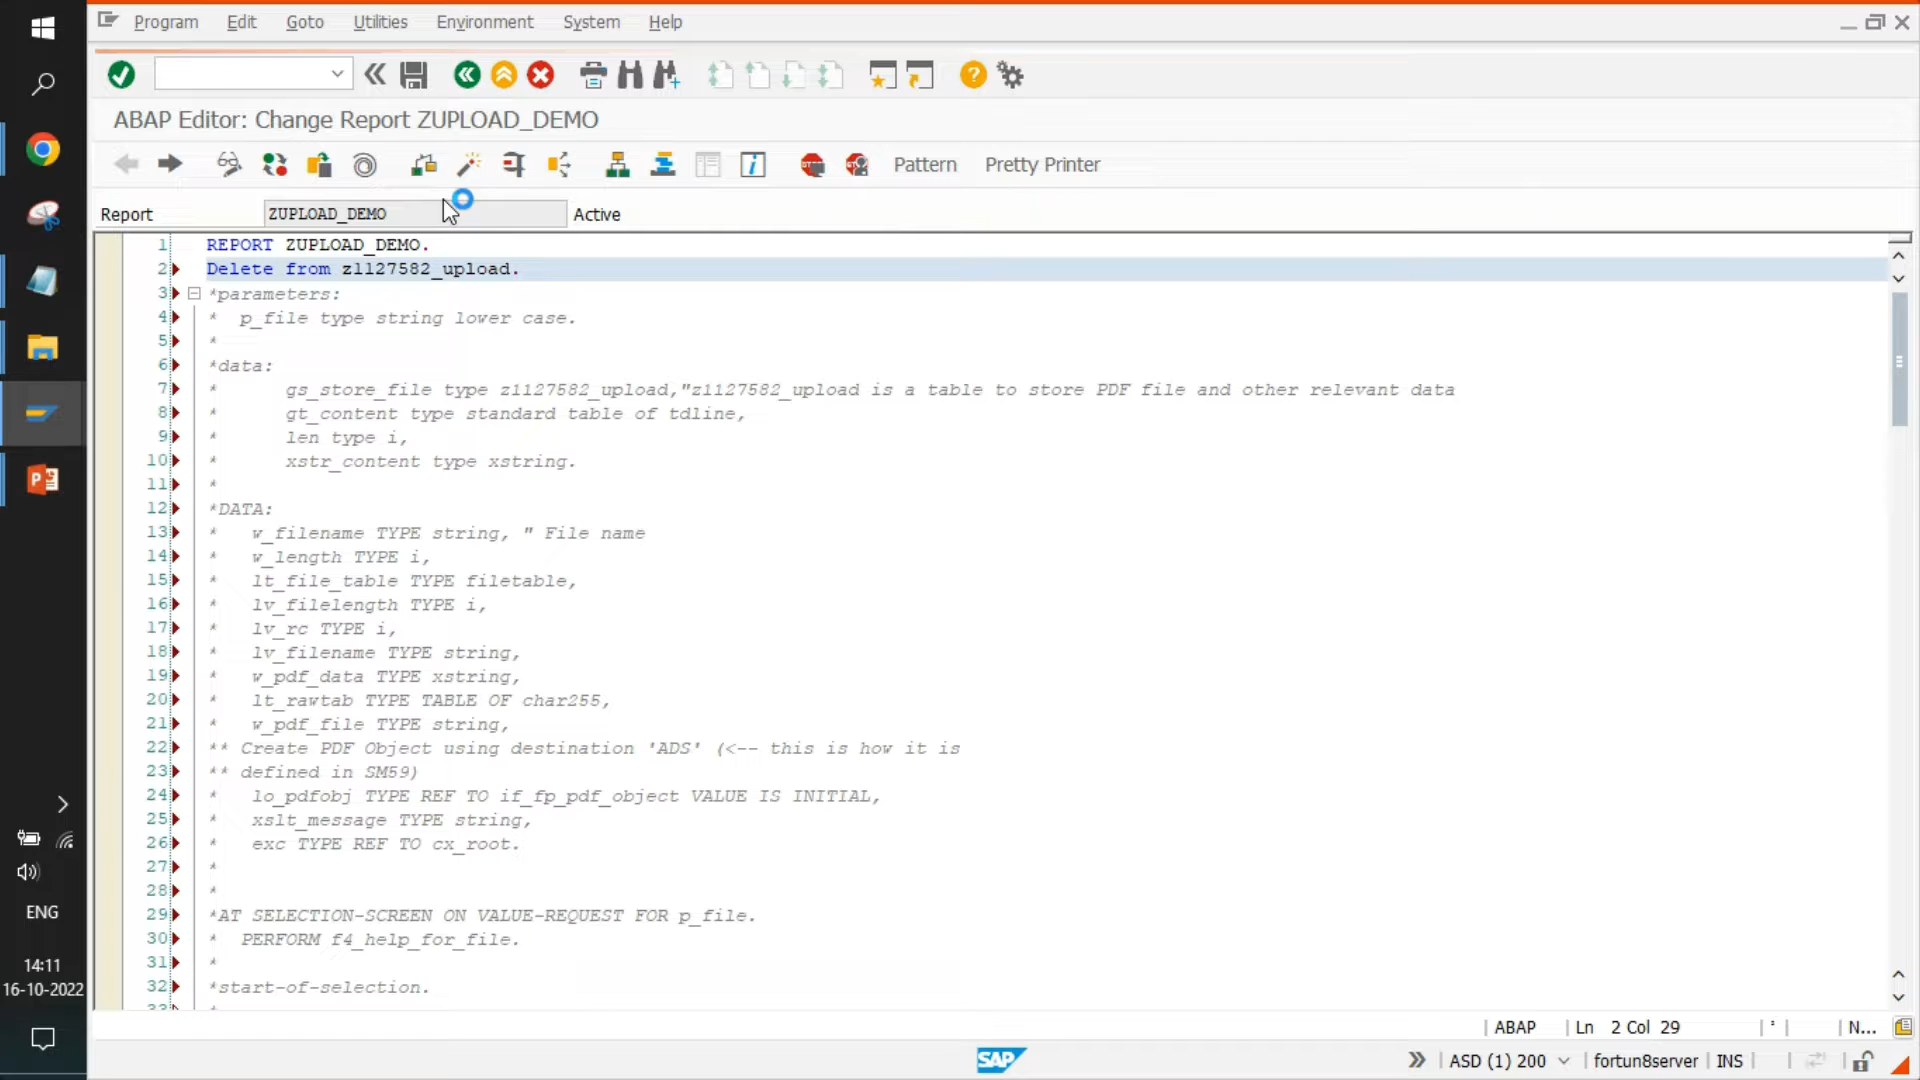 Program Edit Goto Utilities Environment System Help
ABAP Editor: Change Report ZUPLOAD_DEMO
Pattern Pretty Printer
Report ZUPLOAD_DEMO Active
1 REPORT ZUPLOAD_DEMO.
2 Delete from z1127582_upload.
3 *parameters:
4 * p_file type string lower case.
5 *
6 *data:
7 * gs_store_file type z1127582_upload,"z1127582_upload is a table to store PDF file and other relevant data
8 * gt_content type standard table of tdline,
9 * len type i,
10 * xstr_content type xstring.
11 *
12 *DATA:
13 * w_filename TYPE string, " File name
14 * w_length TYPE i,
15 * lt_file_table TYPE filetable,
16 * lv_filelength TYPE i,
17 * lv_rc TYPE i,
18 * lv_filename TYPE string,
19 * w_pdf_data TYPE xstring,
20 * lt_rawtab TYPE TABLE OF char255,
21 * w_pdf_file TYPE string,
22 ** Create PDF Object using destination 'ADS' (<-- this is how it is
23 ** defined in SM59)
24 * lo_pdfobj TYPE REF TO if_fp_pdf_object VALUE IS INITIAL,
25 * xslt_message TYPE string,
26 * exc TYPE REF TO cx_root.
27 *
28 *
29 *AT SELECTION-SCREEN ON VALUE-REQUEST FOR p_file.
30 * PERFORM f4_help_for_file.
31 *
32 *start-of-selection.
33 *
ABAP Ln 2 Col 29 N...
SAP ASD (1) 200 fortun8server INS
ENG
14:11
16-10-2022